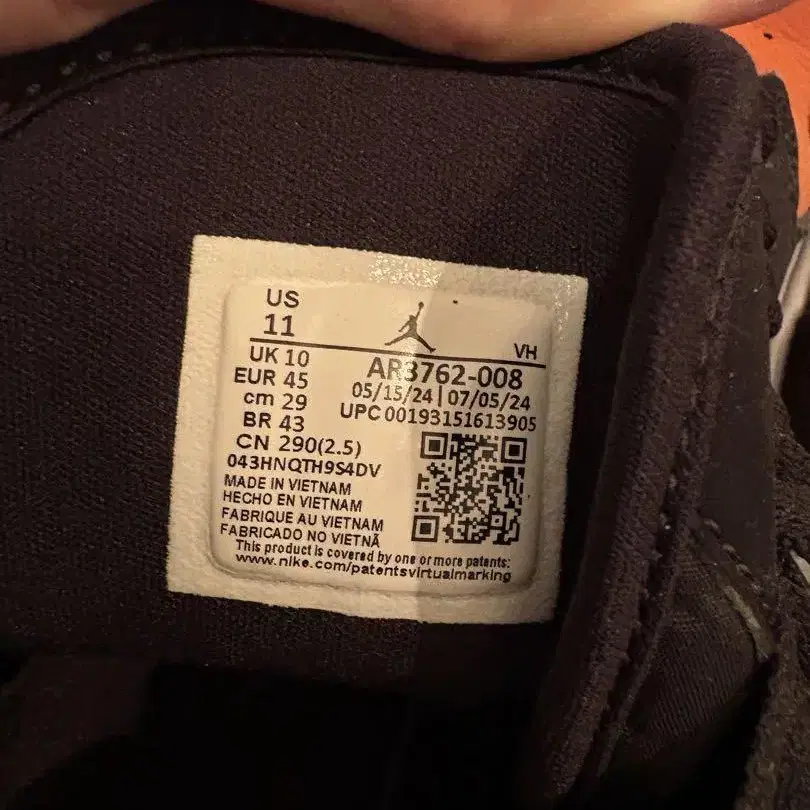 US
11
VH
UK 10
EUR 45
cm 29
BR 43
CN 290(2.5)
043HNQTH9S4DV
AR3762-008
05/15/24|07/05/24
UPC00193151613905
MADE IN VIETNAM
HECHO EN VIETNAM
FABRIQUE AU VIETNAM
FABRICADO NO VIETNÃ
This product is covered by one or more patents:
www.nike.com/patentsvirtualmarking